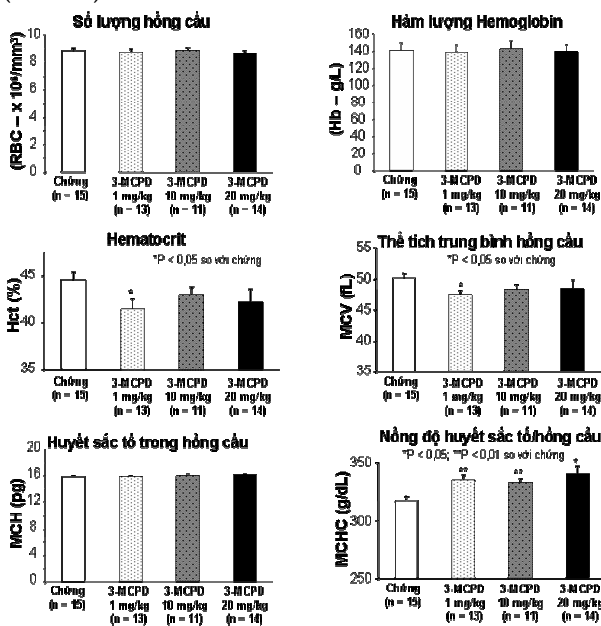 Số lượng hồng cầu
(RBC – x 10⁶/mm³)
10
8
6
4
2
0
Chứng
(n = 15)
3-MCPD
1 mg/kg
(n = 13)
3-MCPD
10 mg/kg
(n = 11)
3-MCPD
20 mg/kg
(n = 14)
Hàm lượng Hemoglobin
(Hb – g/L)
160
140
120
100
80
60
40
20
0
Chứng
(n = 15)
3-MCPD
1 mg/kg
(n = 13)
3-MCPD
10 mg/kg
(n = 11)
3-MCPD
20 mg/kg
(n = 14)
Hematocrit
*P < 0,05 so với chứng
Hct (%)
45
40
35
*
Chứng
(n = 15)
3-MCPD
1 mg/kg
(n = 13)
3-MCPD
10 mg/kg
(n = 11)
3-MCPD
20 mg/kg
(n = 14)
Thể tích trung bình hồng cầu
*P < 0,05 so với chứng
MCV (fL)
55
50
45
40
35
*
Chứng
(n = 15)
3-MCPD
1 mg/kg
(n = 13)
3-MCPD
10 mg/kg
(n = 11)
3-MCPD
20 mg/kg
(n = 14)
Huyết sắc tố trong hồng cầu
MCH (pg)
20
16
12
8
4
0
Chứng
(n = 15)
3-MCPD
1 mg/kg
(n = 13)
3-MCPD
10 mg/kg
(n = 11)
3-MCPD
20 mg/kg
(n = 14)
Nồng độ huyết sắc tố/hồng cầu
*P < 0,05; **P < 0,01 so với chứng
MCHC (g/dL)
350
300
250
**
**
*
Chứng
(n = 15)
3-MCPD
1 mg/kg
(n = 13)
3-MCPD
10 mg/kg
(n = 11)
3-MCPD
20 mg/kg
(n = 14)